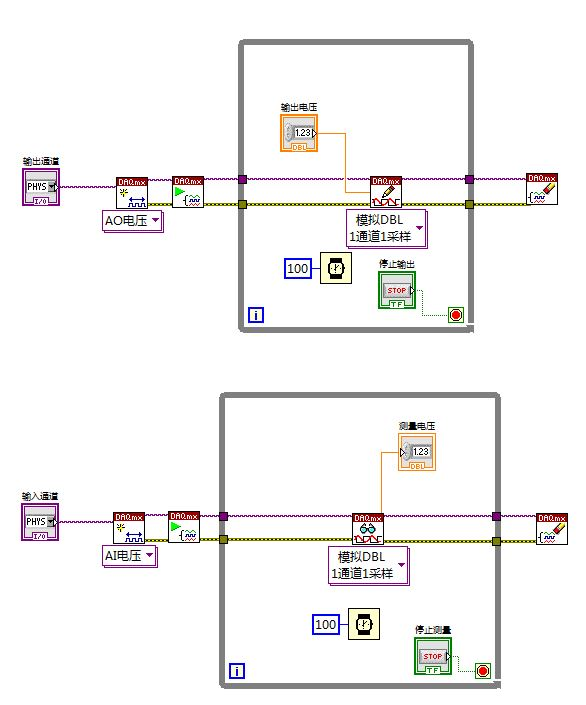 输出电压
1.23
DBL
输出通道
PHYS
I/O
DAQmx
DAQmx
DAQmx
DAQmx
AO电压
模拟DBL
1通道1采样
100
停止输出
STOP
TF
i
测量电压
1.23
DBL
输入通道
PHYS
I/O
DAQmx
DAQmx
DAQmx
DAQmx
AI电压
模拟DBL
1通道1采样
100
停止测量
STOP
TF
i